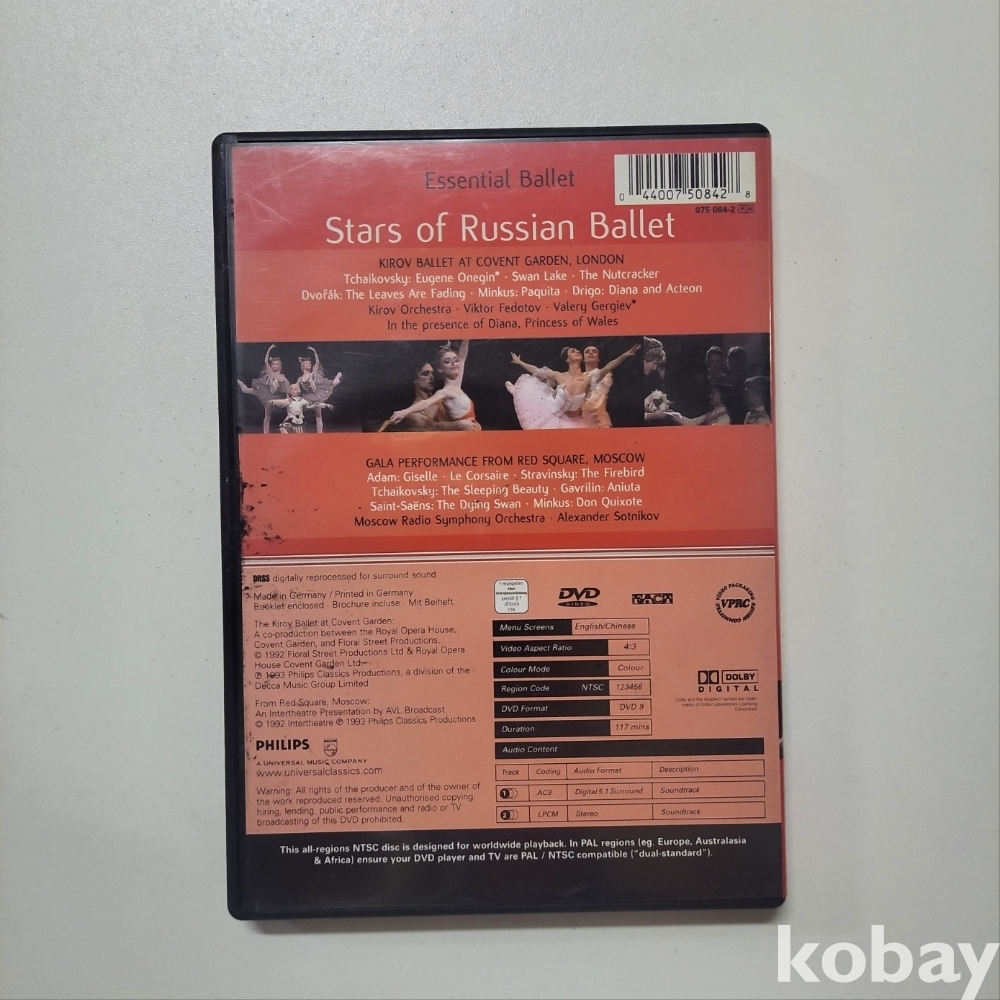 Essential Ballet
0 44007 50842 8
075 084-2 P H
Stars of Russian Ballet
KIROV BALLET AT COVENT GARDEN, LONDON
Tchaikovsky: Eugene Onegin* · Swan Lake · The Nutcracker
Dvořák: The Leaves Are Fading · Minkus: Paquita · Drigo: Diana and Acteon
Kirov Orchestra · Viktor Fedotov · Valery Gergiev*
In the presence of Diana, Princess of Wales
GALA PERFORMANCE FROM RED SQUARE, MOSCOW
Adam: Giselle · Le Corsaire · Stravinsky: The Firebird
Tchaikovsky: The Sleeping Beauty · Gavrilin: Aniuta
Saint-Saëns: The Dying Swan · Minkus: Don Quixote
Moscow Radio Symphony Orchestra · Alexander Sotnikov
DRSS digitally reprocessed for surround sound
Made in Germany / Printed in Germany
Booklet enclosed · Brochure incluse · Mit Beiheft
The Kirov Ballet at Covent Garden:
A co-production between the Royal Opera House,
Covent Garden, and Floral Street Productions.
© 1992 Floral Street Productions Ltd & Royal Opera
House Covent Garden Ltd
℗ 1993 Philips Classics Productions, a division of the
Decca Music Group Limited
From Red Square, Moscow:
An Intertheatre Presentation by AVL Broadcast
© 1992 Intertheatre ℗ 1993 Philips Classics Productions
PHILIPS
PHILIPS
A UNIVERSAL MUSIC COMPANY
www.universalclassics.com
Warning: All rights of the producer and of the owner of
the work reproduced reserved. Unauthorised copying,
hiring, lending, public performance and radio or TV
broadcasting of this DVD prohibited.
DVD
VIDEO
VPRC
Menu Screens English/Chinese
Video Aspect Ratio 4:3
Colour Mode Colour
Region Code NTSC 123456
DVD Format DVD 9
Duration 117 mins
DOLBY
DIGITAL
Audio Content
Track Coding Audio Format Description
1 AC3 Digital 5.1 Surround Soundtrack
2 LPCM Stereo Soundtrack
This all-regions NTSC disc is designed for worldwide playback. In PAL regions (eg. Europe, Australasia
& Africa) ensure your DVD player and TV are PAL / NTSC compatible ("dual-standard").
kobay